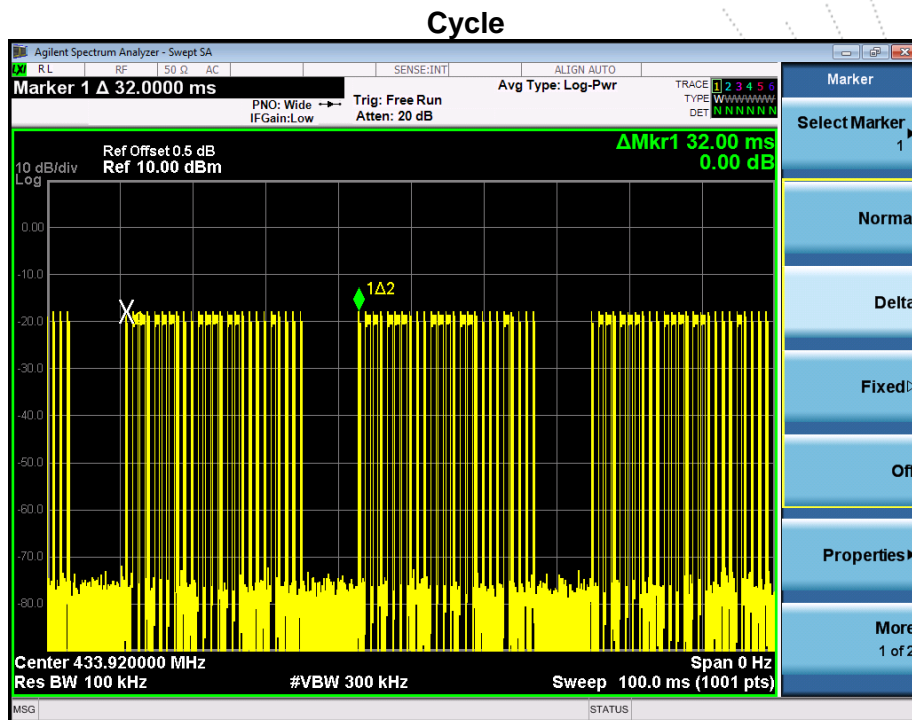 Cycle
Agilent Spectrum Analyzer - Swept SA
LXI RL RF 50 Ω AC SENSE:INT ALIGN AUTO
Marker 1 Δ 32.0000 ms
PNO: Wide
IFGain:Low
Trig: Free Run
Atten: 20 dB
Avg Type: Log-Pwr
TRACE 1 2 3 4 5 6
TYPE WWWWWW
DET N N N N N N
Marker
Select Marker
1
Norma
Delta
Fixed
Off
Properties
More
1 of 2
ΔMkr1 32.00 ms
0.00 dB
Ref Offset 0.5 dB
Ref 10.00 dBm
10 dB/div
Log
0.00
-10.0
-20.0
-30.0
-40.0
-50.0
-60.0
-70.0
-80.0
X
1Δ2
Center 433.920000 MHz
Span 0 Hz
Res BW 100 kHz
#VBW 300 kHz
Sweep 100.0 ms (1001 pts)
MSG
STATUS